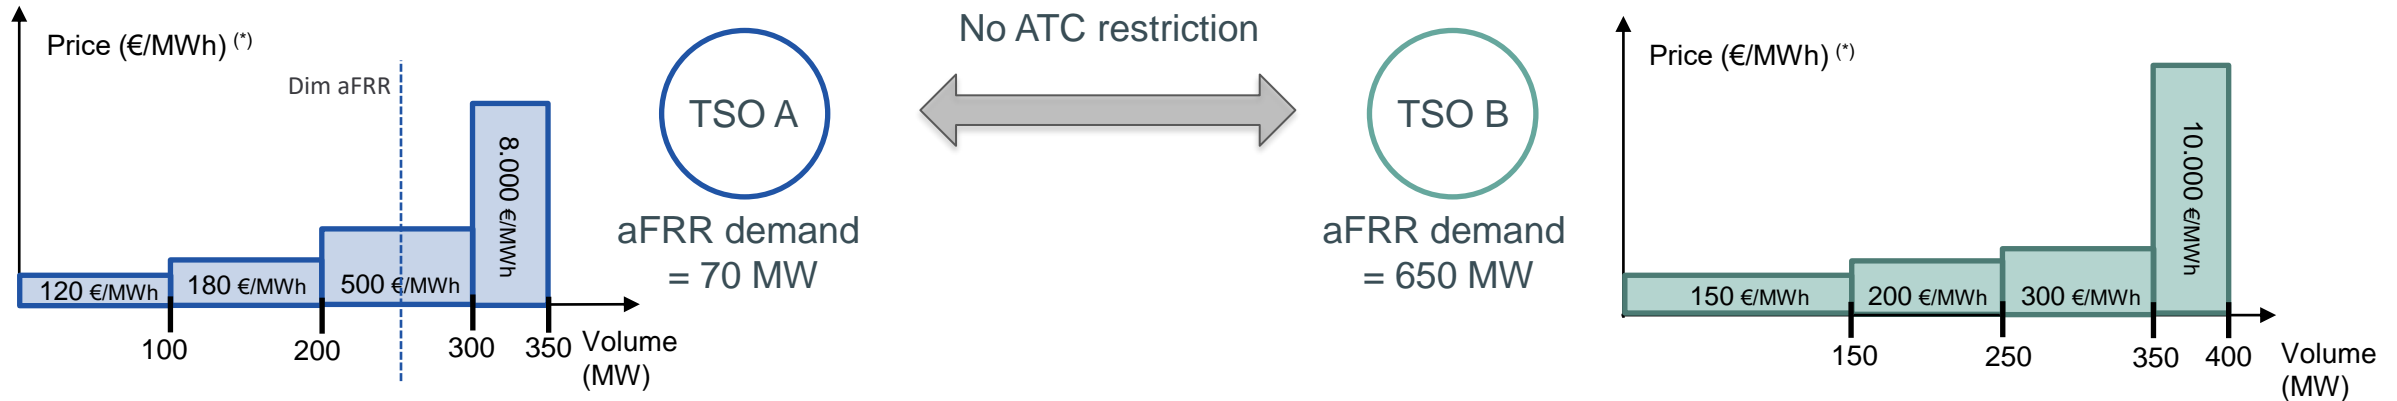 Price (€/MWh) (*)
Dim aFRR
120 €/MWh
180 €/MWh
500 €/MWh
8.000 €/MWh
100
200
300
350
Volume
(MW)
TSO A
aFRR demand
= 70 MW
No ATC restriction
TSO B
aFRR demand
= 650 MW
Price (€/MWh) (*)
150 €/MWh
200 €/MWh
300 €/MWh
10.000 €/MWh
150
250
350
400
Volume
(MW)